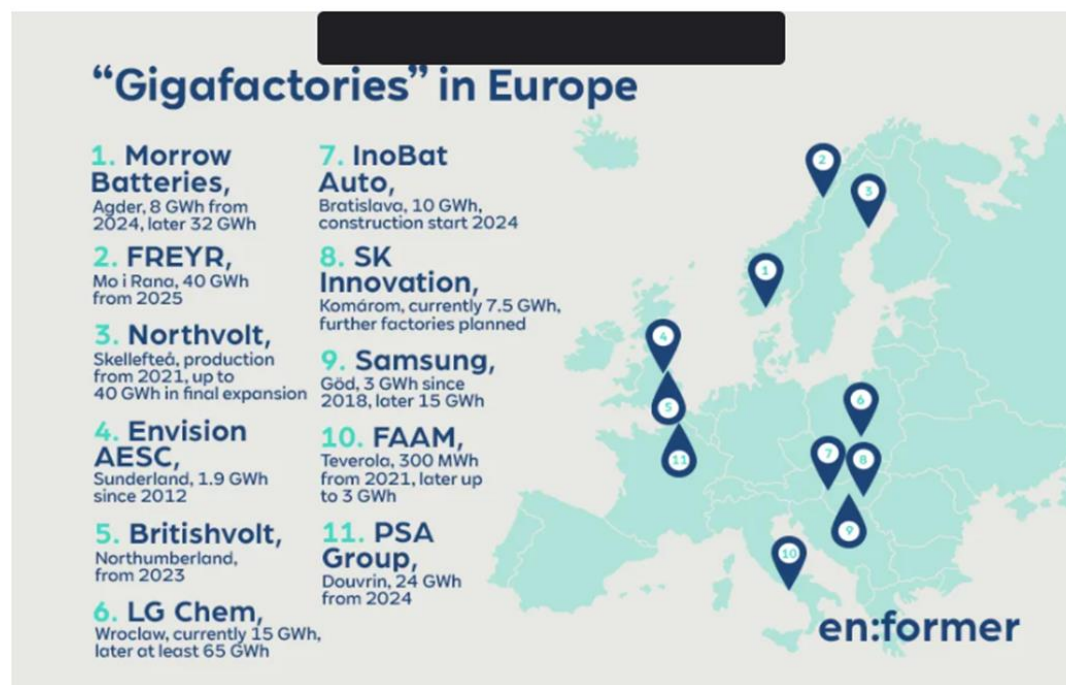 “Gigafactories” in Europe
1. Morrow
Batteries,
Agder, 8 GWh from
2024, later 32 GWh
2. FREYR,
Mo i Rana, 40 GWh
from 2025
3. Northvolt,
Skellefteå, production
from 2021, up to
40 GWh in final expansion
4. Envision
AESC,
Sunderland, 1.9 GWh
since 2012
5. Britishvolt,
Northumberland,
from 2023
6. LG Chem,
Wroclaw, currently 15 GWh,
later at least 65 GWh
7. InoBat
Auto,
Bratislava, 10 GWh,
construction start 2024
8. SK
Innovation,
Komárom, currently 7.5 GWh,
further factories planned
9. Samsung,
Göd, 3 GWh since
2018, later 15 GWh
10. FAAM,
Teverola, 300 MWh
from 2021, later up
to 3 GWh
11. PSA
Group,
Douvrin, 24 GWh
from 2024
2
3
1
4
5
6
11
7
8
9
10
en:former